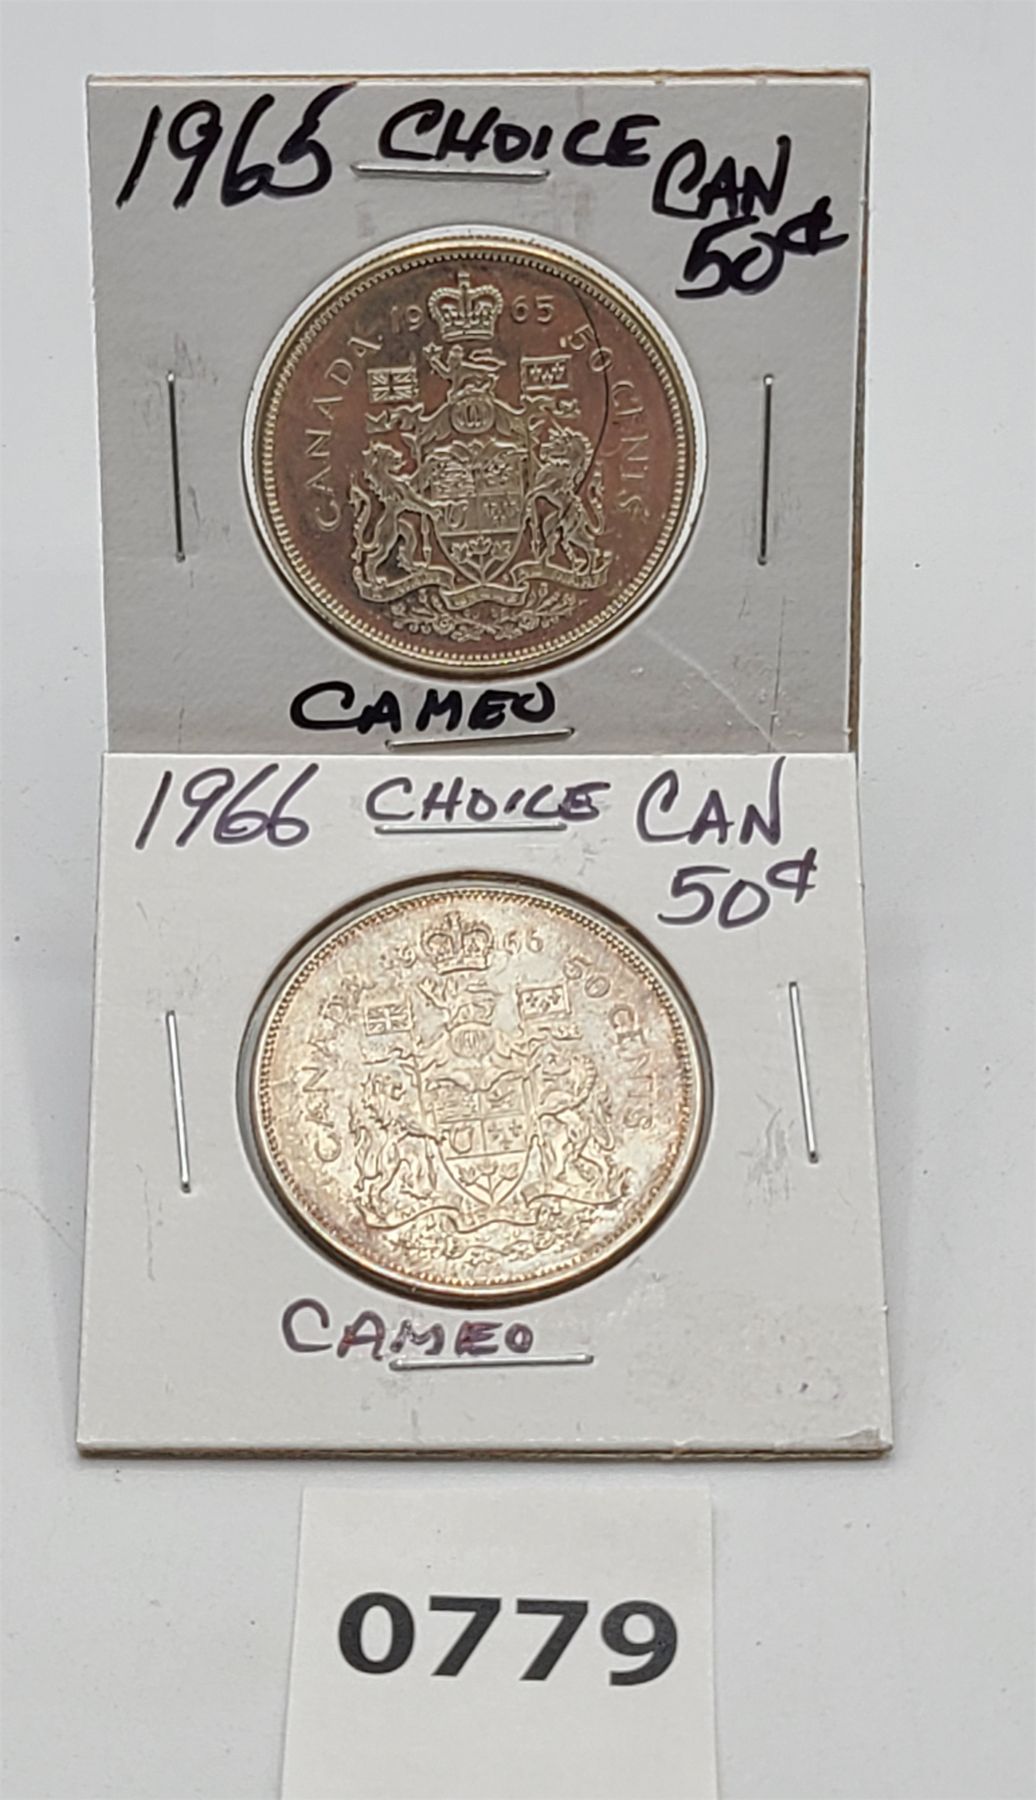 1965 CHOICE CAN
50¢
CANADA 1965 50 CENTS
CAMEO
1966 CHOICE CAN
50¢
CANADA 1966 50 CENTS
CAMEO
0779